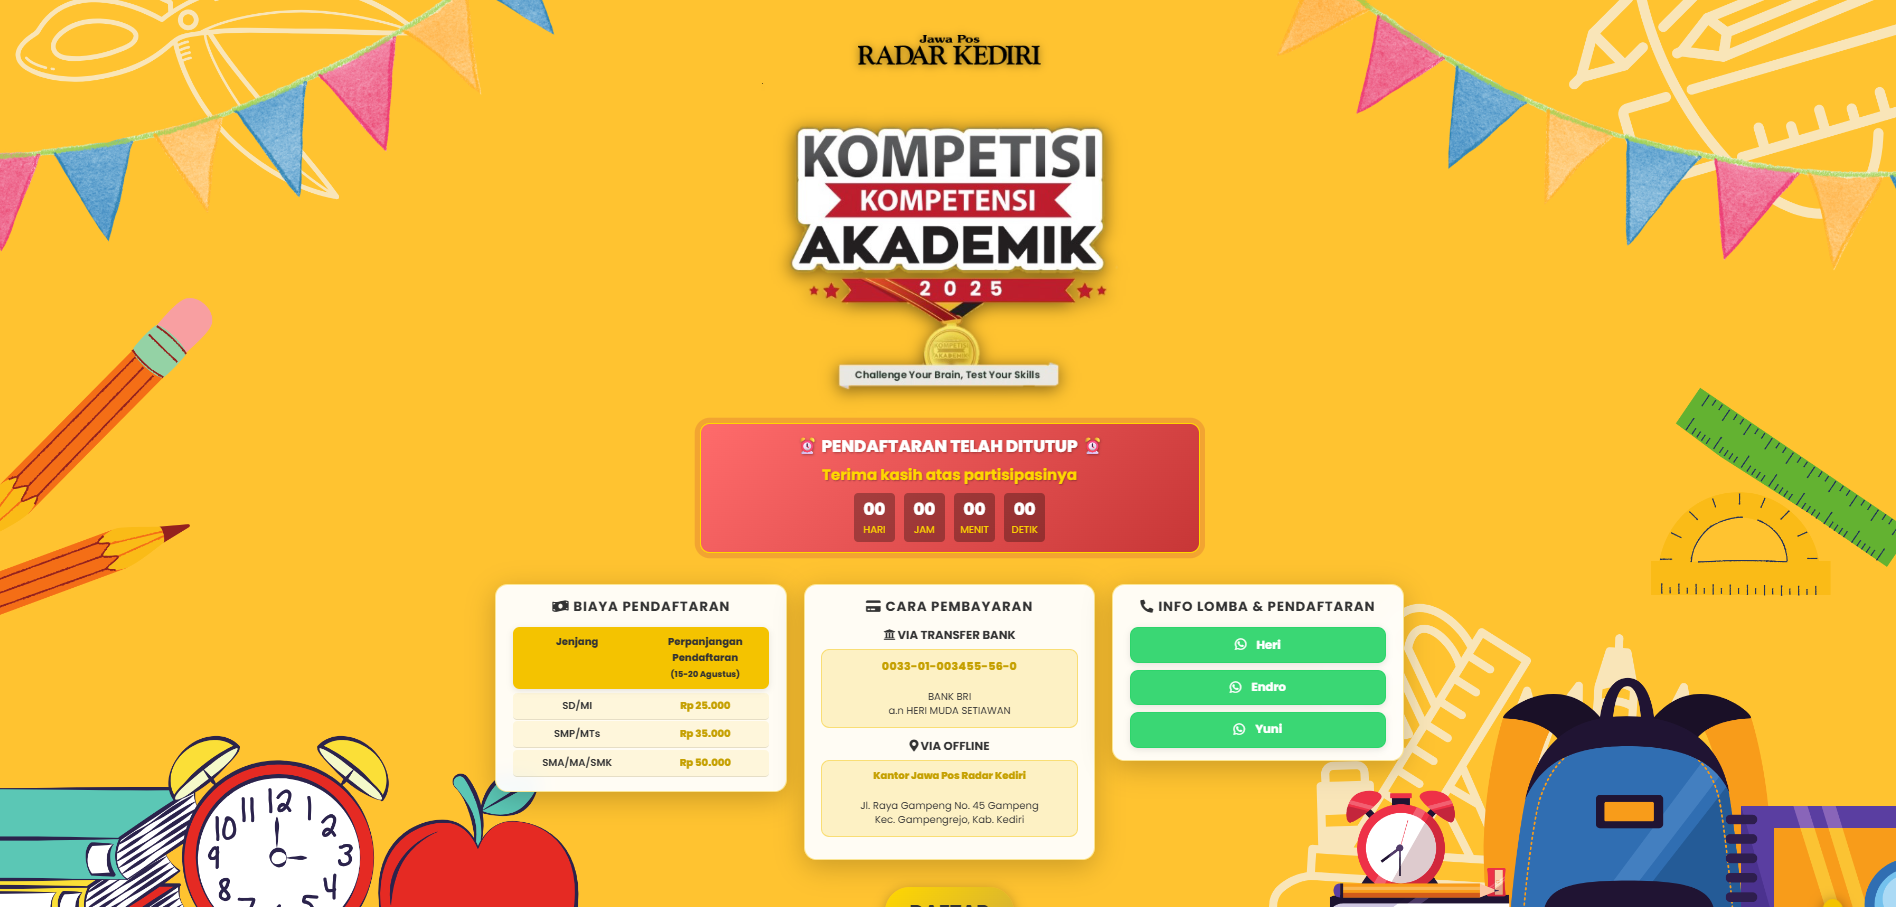 Jawa Pos
RADAR KEDIRI
KOMPETISI
KOMPETENSI
AKADEMIK
2025
KOMPETISI
AKADEMIK
Challenge Your Brain, Test Your Skills
PENDAFTARAN TELAH DITUTUP
Terima kasih atas partisipasinya
00 00 00 00
HARI JAM MENIT DETIK
BIAYA PENDAFTARAN
Jenjang Perpanjangan
Pendaftaran
(15-20 Agustus)
SD/MI Rp 25.000
SMP/MTs Rp 35.000
SMA/MA/SMK Rp 50.000
CARA PEMBAYARAN
VIA TRANSFER BANK
0033-01-003455-56-0
BANK BRI
a.n HERI MUDA SETIAWAN
VIA OFFLINE
Kantor Jawa Pos Radar Kediri
Jl. Raya Gampeng No. 45 Gampeng
Kec. Gampengrejo, Kab. Kediri
INFO LOMBA & PENDAFTARAN
Heri
Endro
Yuni
10 11 12 1 2
9 3
8 7 5 4
DAFTAR